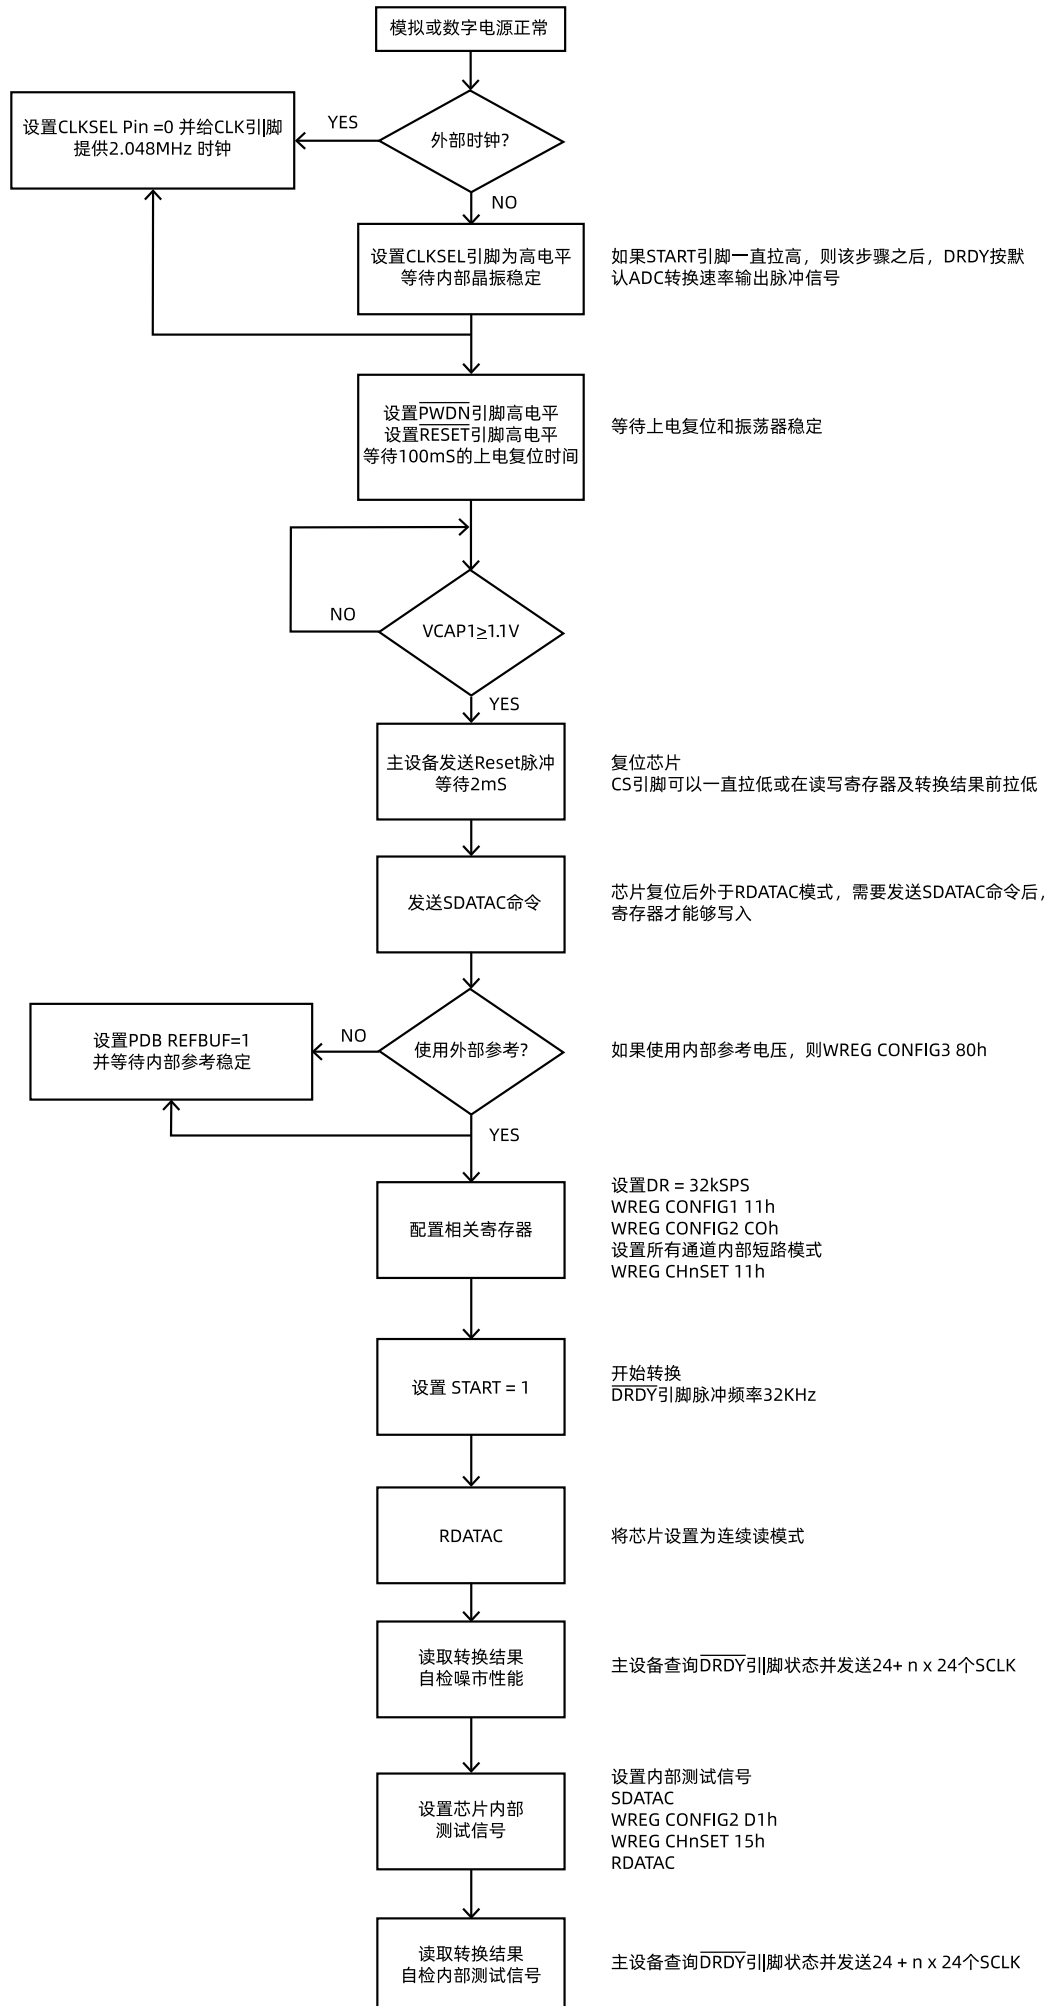 模拟或数字电源正常
外部时钟?
YES
设置CLKSEL Pin =0 并给CLK引脚
提供2.048MHz 时钟
NO
设置CLKSEL引脚为高电平
等待内部晶振稳定
如果START引脚一直拉高，则该步骤之后，DRDY按默
认ADC转换速率输出脉冲信号
设置PWDN引脚高电平
设置RESET引脚高电平
等待100mS的上电复位时间
等待上电复位和振荡器稳定
NO
VCAP1≥1.1V
YES
主设备发送Reset脉冲
等待2mS
复位芯片
CS引脚可以一直拉低或在读写寄存器及转换结果前拉低
发送SDATAC命令
芯片复位后外于RDATAC模式，需要发送SDATAC命令后，
寄存器才能够写入
设置PDB REFBUF=1
并等待内部参考稳定
NO
使用外部参考?
如果使用内部参考电压，则WREG CONFIG3 80h
YES
配置相关寄存器
设置DR = 32kSPS
WREG CONFIG1 11h
WREG CONFIG2 COh
设置所有通道内部短路模式
WREG CHnSET 11h
设置 START = 1
开始转换
DRDY引脚脉冲频率32KHz
RDATAC
将芯片设置为连续读模式
读取转换结果
自检噪市性能
主设备查询DRDY引脚状态并发送24+ n x 24个SCLK
设置芯片内部
测试信号
设置内部测试信号
SDATAC
WREG CONFIG2 D1h
WREG CHnSET 15h
RDATAC
读取转换结果
自检内部测试信号
主设备查询DRDY引脚状态并发送24 + n x 24个SCLK